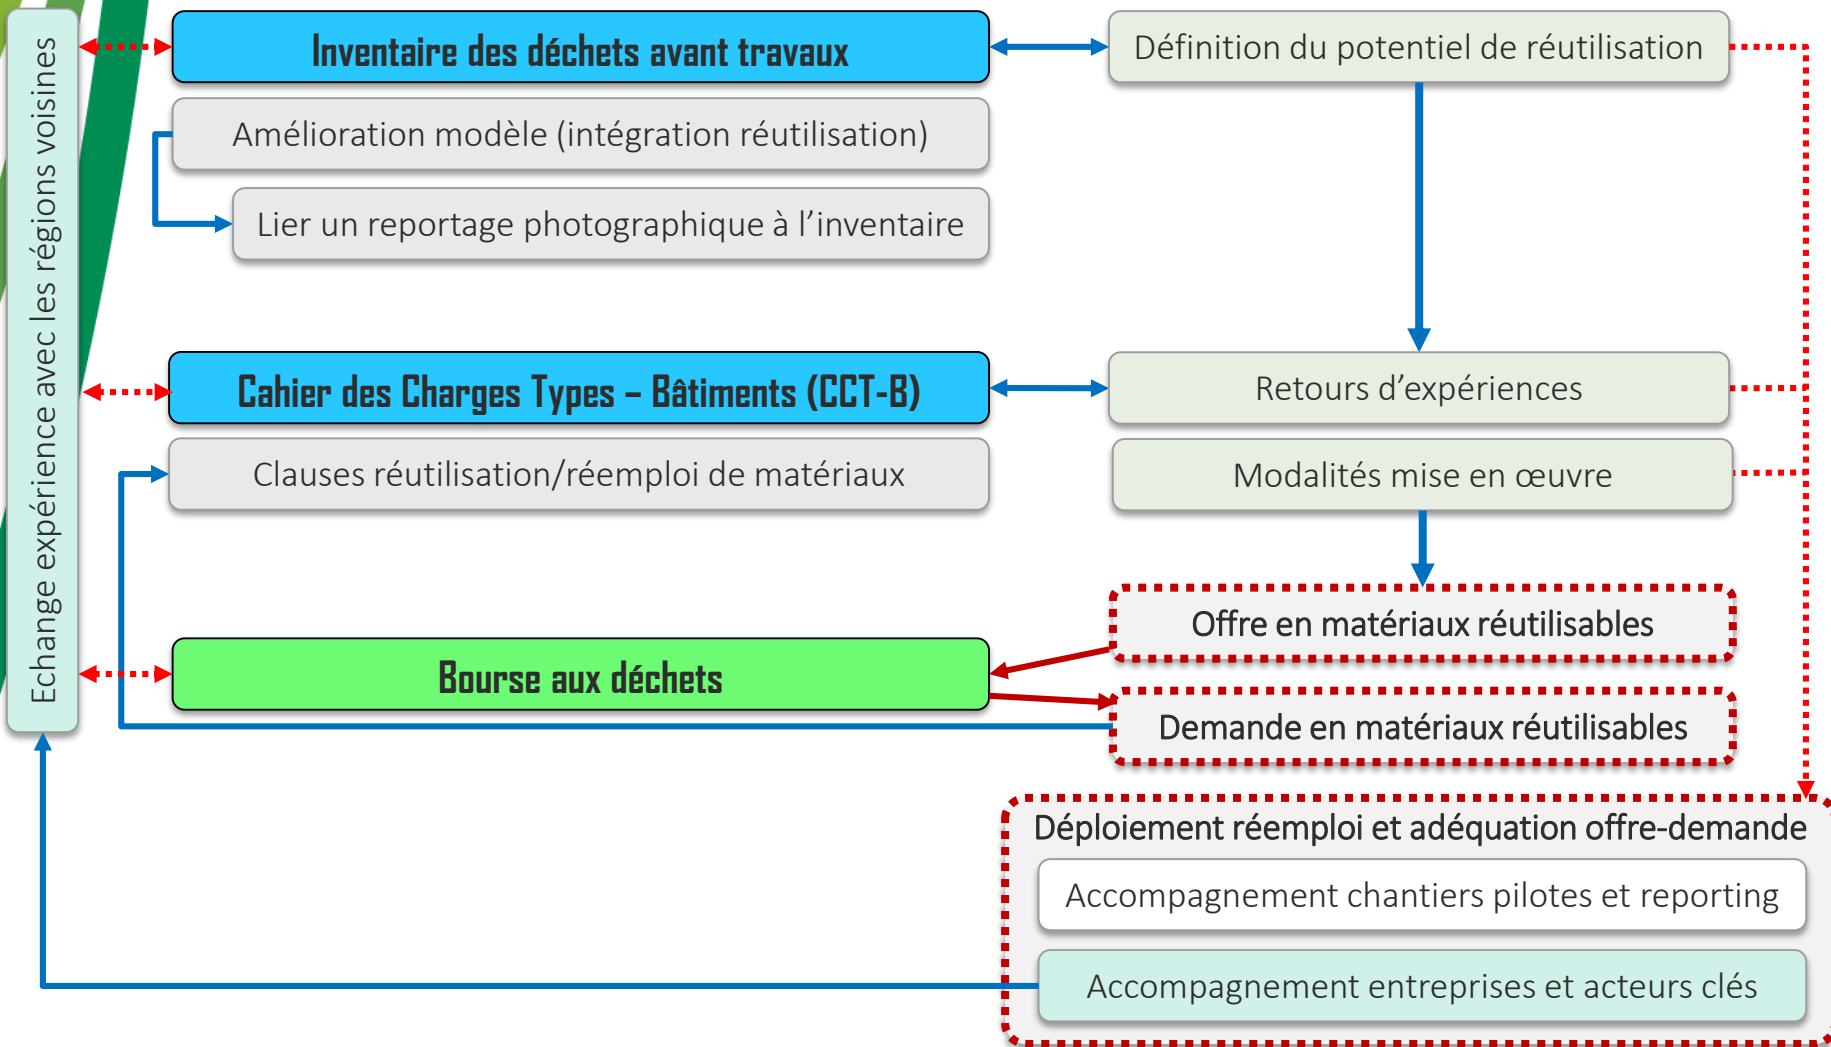 Echange expérience avec les régions voisines
Inventaire des déchets avant travaux
Définition du potentiel de réutilisation
Amélioration modèle (intégration réutilisation)
Lier un reportage photographique à l’inventaire
Cahier des Charges Types – Bâtiments (CCT-B)
Retours d’expériences
Clauses réutilisation/réemploi de matériaux
Modalités mise en œuvre
Offre en matériaux réutilisables
Bourse aux déchets
Demande en matériaux réutilisables
Déploiement réemploi et adéquation offre-demande
Accompagnement chantiers pilotes et reporting
Accompagnement entreprises et acteurs clés